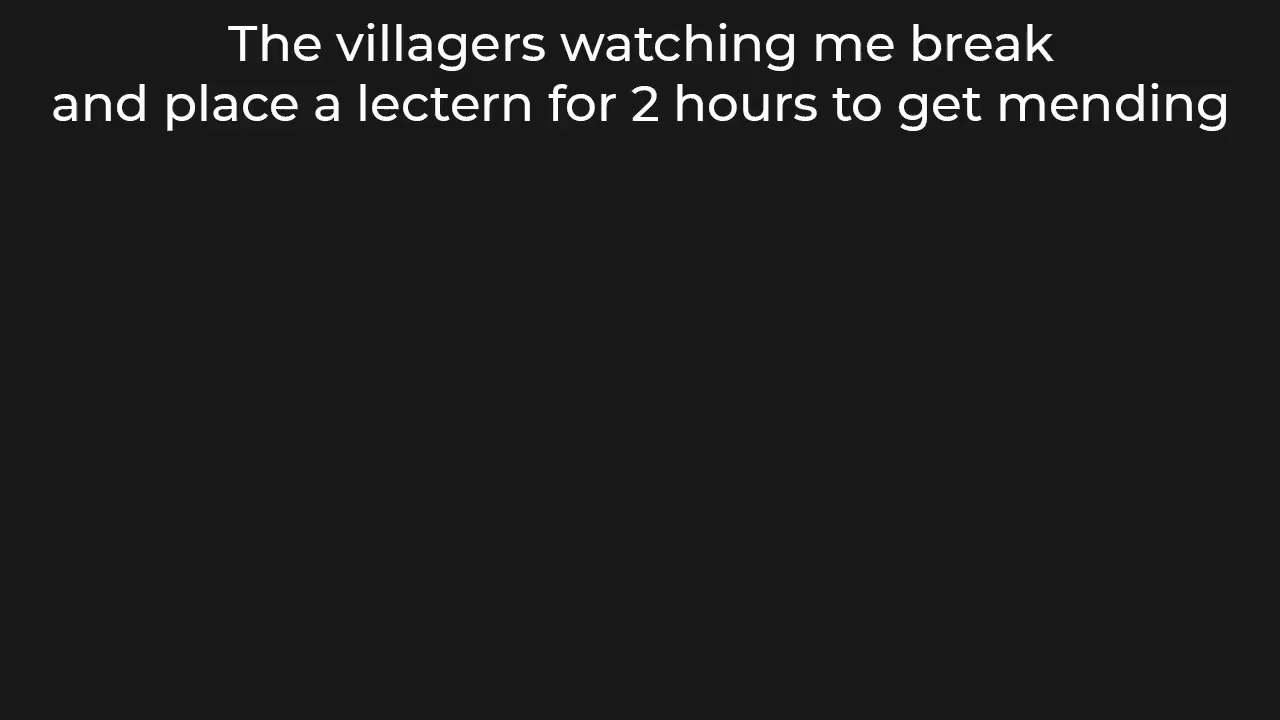 The villagers watching me break
and place a lectern for 2 hours to get mending